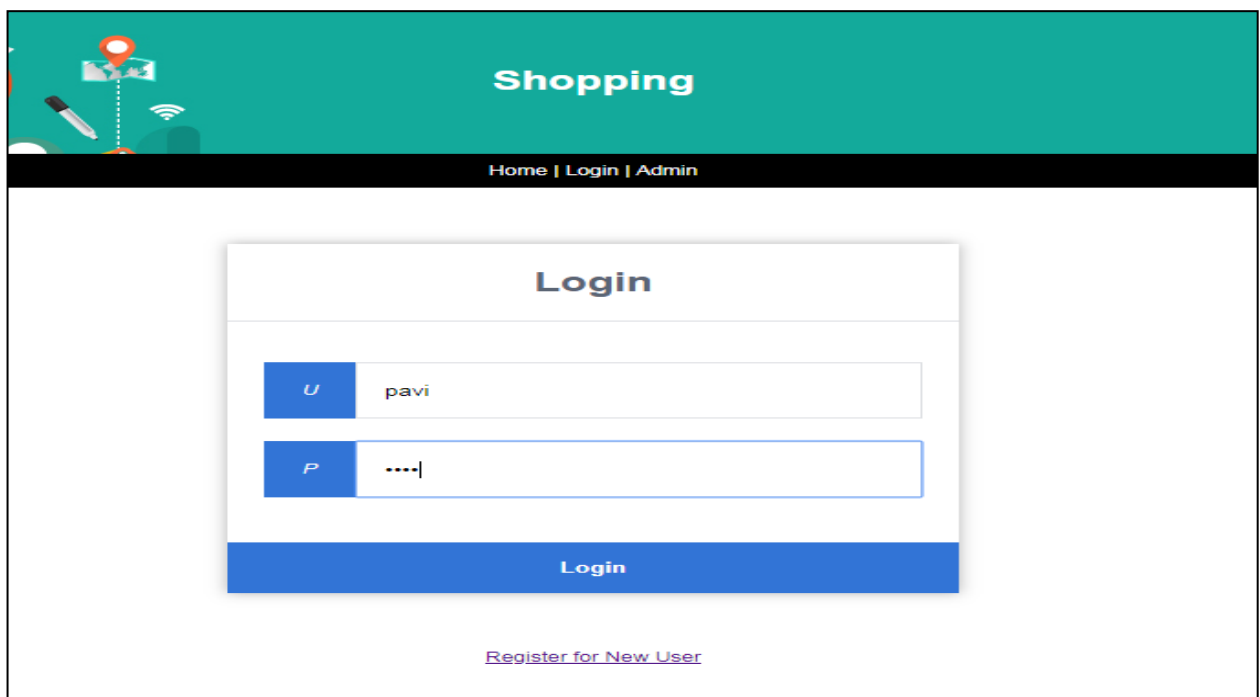 Shopping
Home | Login | Admin
Login
U
pavi
P
••••
Login
Register for New User